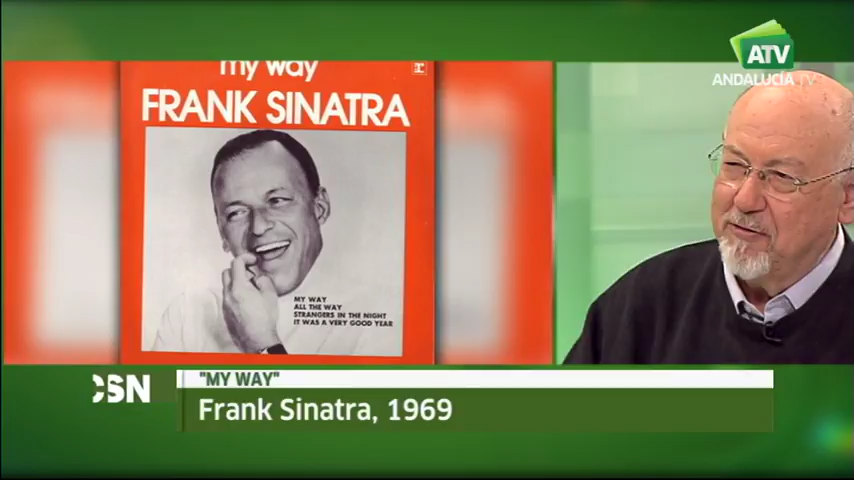 ATV
ANDALUCÍA TV
my way
FRANK SINATRA
MY WAY
ALL THE WAY
STRANGERS IN THE NIGHT
IT WAS A VERY GOOD YEAR
CSN
"MY WAY"
Frank Sinatra, 1969